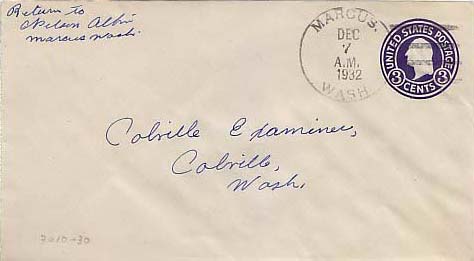 Return to
Nelson Albin
Marcus Wash.
MARCUS.
DEC
7
A.M.
1932
WASH.
UNITED STATES POSTAGE
3 CENTS 3
Colville Examiner,
Colville,
Wash.
7010-30